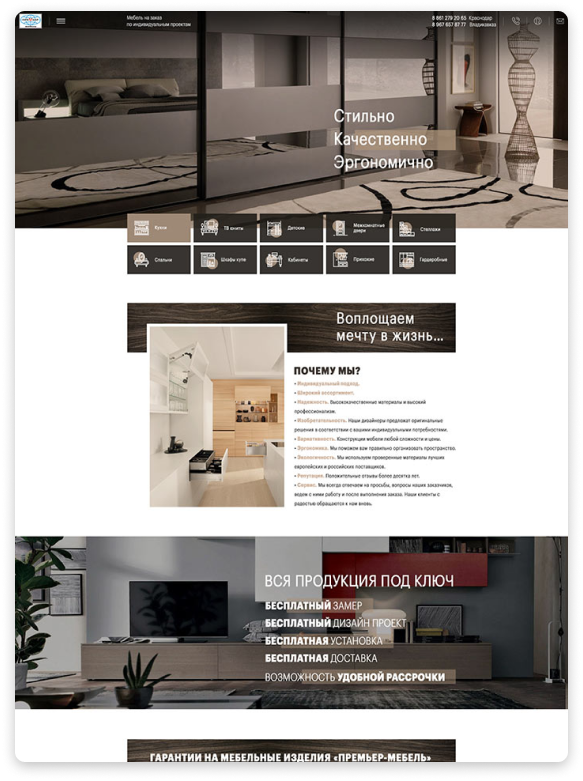 Мебель на заказ
по индивидуальным проектам
8 861 279 20 60 Краснодар
8 967 657 87 77 Владикавказ
Стильно
Качественно
Эргономично
Кухни
ТВ юниты
Детские
Межкомнатные двери
Стеллажи
Спальни
Шкафы купе
Кабинеты
Прихожие
Гардеробные
Воплощаем
мечту в жизнь...
ПОЧЕМУ МЫ?
• Индивидуальный подход.
• Широкий ассортимент.
• Надежность. Высококачественные материалы и высокий
профессионализм.
• Изобретательность. Наши дизайнеры предложат оригинальные
решения в соответствии с вашими индивидуальными потребностями.
• Вариативность. Конструкции мебели любой сложности и цены.
• Эргономика. Мы поможем вам правильно организовать пространство.
• Экологичность. Мы используем проверенные материалы лучших
европейских и российских поставщиков.
• Репутация. Положительные отзывы более десятка лет.
• Сервис. Мы всегда отвечаем на просьбы, вопросы наших заказчиков,
ведем с ними работу и после выполнения заказа. Наши клиенты с
радостью обращаются к нам вновь.
ВСЯ ПРОДУКЦИЯ ПОД КЛЮЧ
БЕСПЛАТНЫЙ ЗАМЕР
БЕСПЛАТНЫЙ ДИЗАЙН ПРОЕКТ
БЕСПЛАТНАЯ УСТАНОВКА
БЕСПЛАТНАЯ ДОСТАВКА
ВОЗМОЖНОСТЬ УДОБНОЙ РАССРОЧКИ
ГАРАНТИИ НА МЕБЕЛЬНЫЕ ИЗДЕЛИЯ «ПРЕМЬЕР-МЕБЕЛЬ»